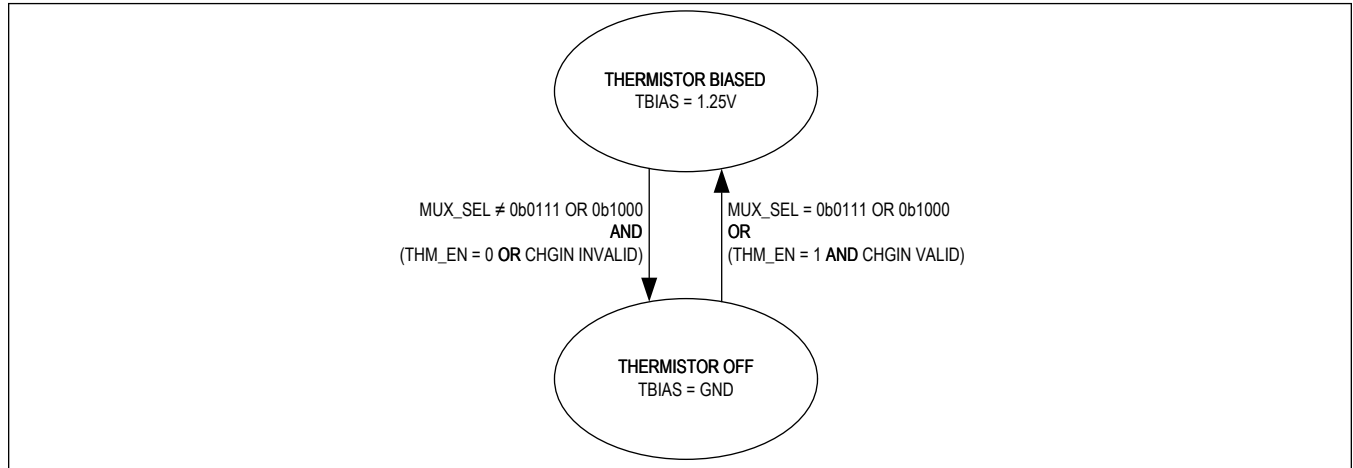 THERMISTOR BIASED
TBIAS = 1.25V
MUX_SEL ≠ 0b0111 OR 0b1000
AND
(THM_EN = 0 OR CHGIN INVALID)
MUX_SEL = 0b0111 OR 0b1000
OR
(THM_EN = 1 AND CHGIN VALID)
THERMISTOR OFF
TBIAS = GND